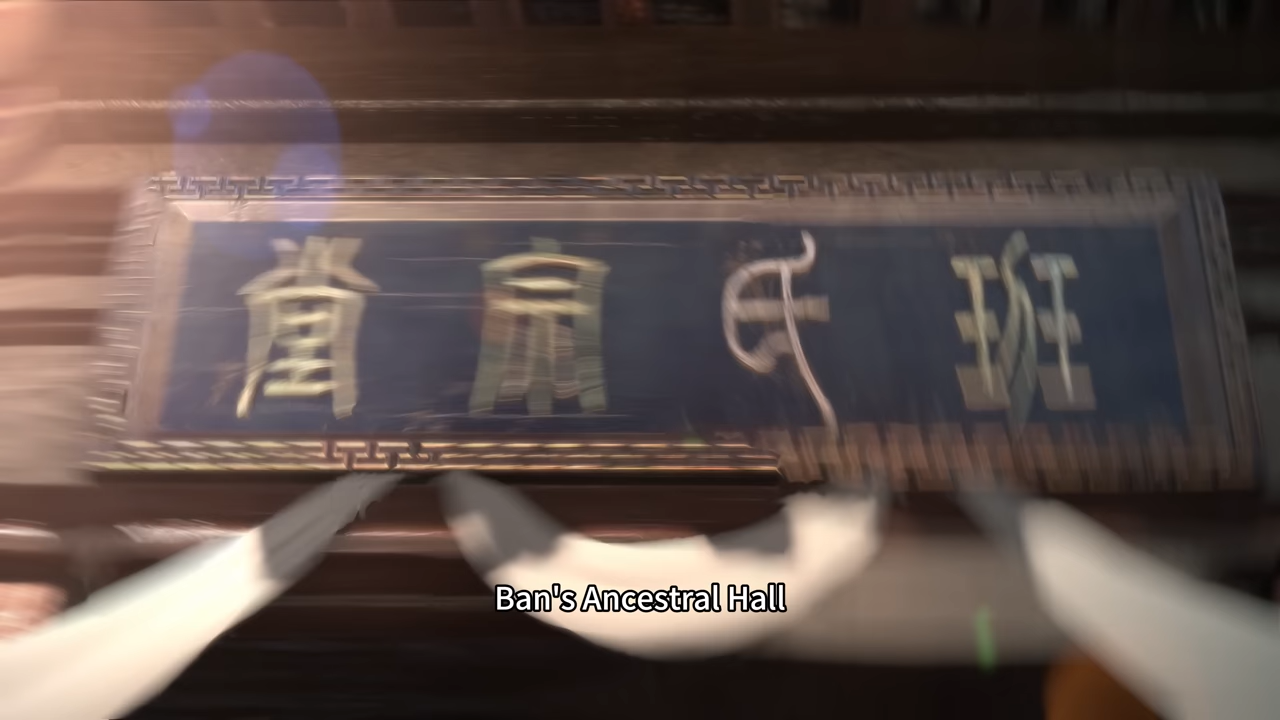 班氏宗堂
Ban's Ancestral Hall